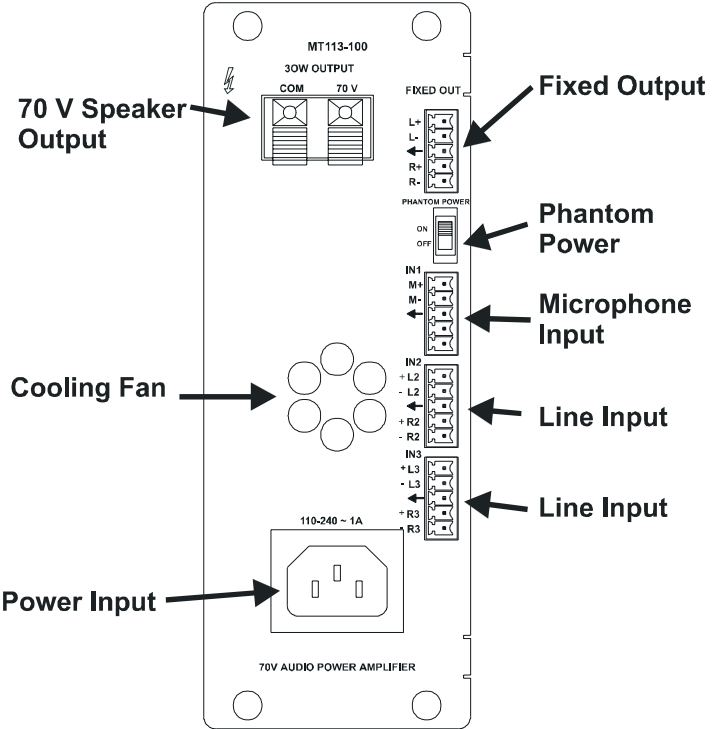 MT113-100
30W OUTPUT
COM 70 V
FIXED OUT
L+
L-
R+
R-
PHANTOM POWER
ON
OFF
IN1
M+
M-
IN2
+ L2
- L2
+ R2
- R2
IN3
+ L3
- L3
+ R3
- R3
110-240 ~ 1A
70V AUDIO POWER AMPLIFIER
70 V Speaker
Output
Cooling Fan
Power Input
Fixed Output
Phantom
Power
Microphone
Input
Line Input
Line Input